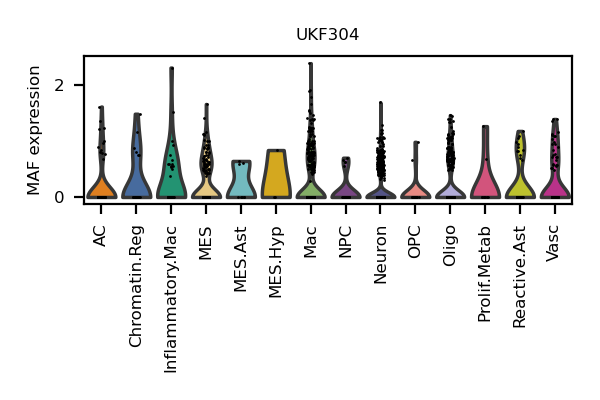 UKF304
MAF expression
2
0
AC
Chromatin.Reg
Inflammatory.Mac
MES
MES.Ast
MES.Hyp
Mac
NPC
Neuron
OPC
Oligo
Prolif.Metab
Reactive.Ast
Vasc